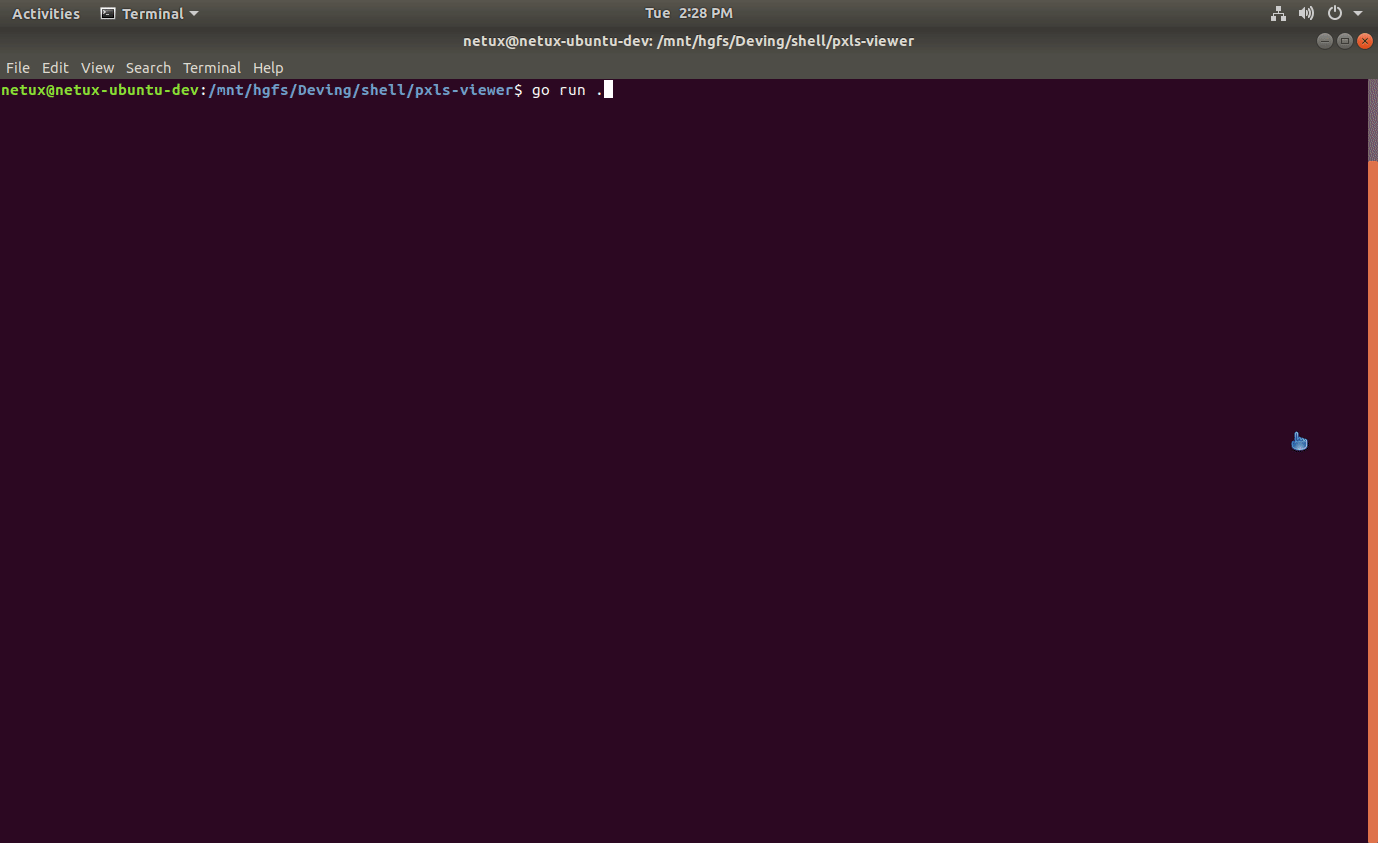 Activities Terminal Tue 2:28 PM
netux@netux-ubuntu-dev: /mnt/hgfs/Deving/shell/pxls-viewer
File Edit View Search Terminal Help
netux@netux-ubuntu-dev:/mnt/hgfs/Deving/shell/pxls-viewer$ go run .